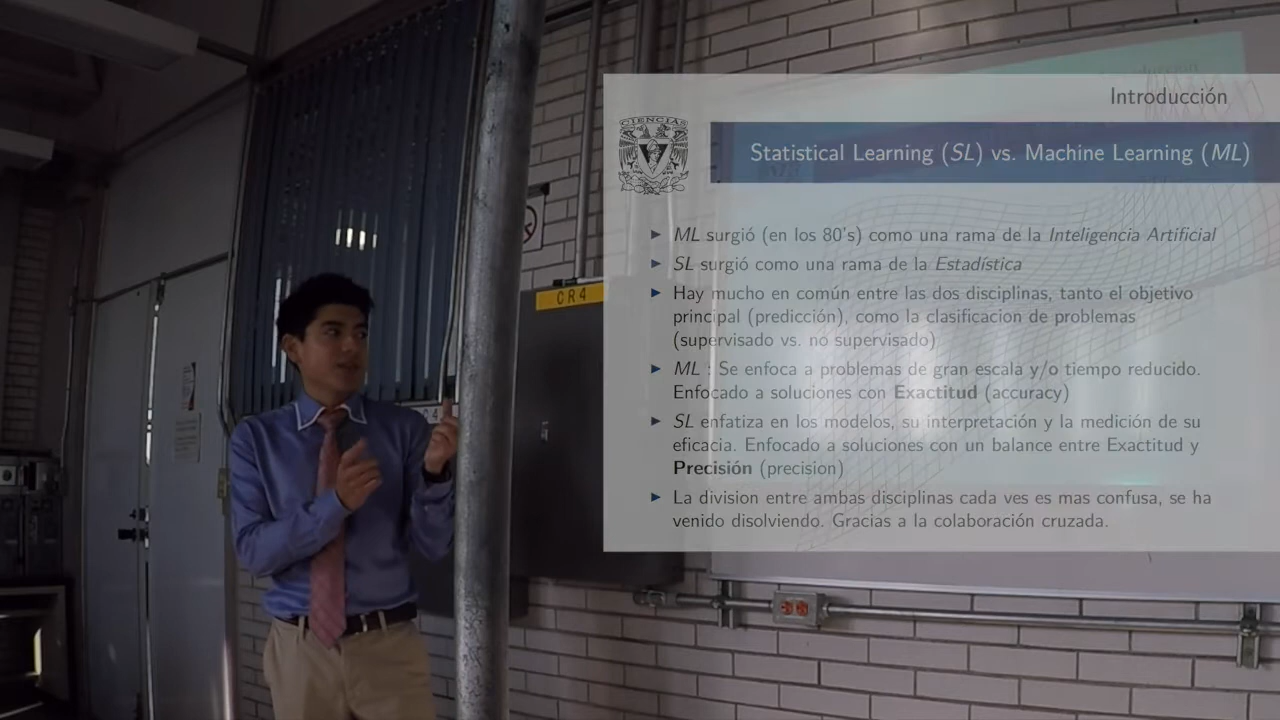 Introducción
CIENCIAS
Statistical Learning (SL) vs. Machine Learning (ML)
ML surgió (en los 80's) como una rama de la Inteligencia Artificial
SL surgió como una rama de la Estadística
Hay mucho en común entre las dos disciplinas, tanto el objetivo
principal (predicción), como la clasificacion de problemas
(supervisado vs. no supervisado)
ML : Se enfoca a problemas de gran escala y/o tiempo reducido.
Enfocado a soluciones con Exactitud (accuracy)
SL enfatiza en los modelos, su interpretación y la medición de su
eficacia. Enfocado a soluciones con un balance entre Exactitud y
Precisión (precision)
La division entre ambas disciplinas cada ves es mas confusa, se ha
venido disolviendo. Gracias a la colaboración cruzada.
CR4